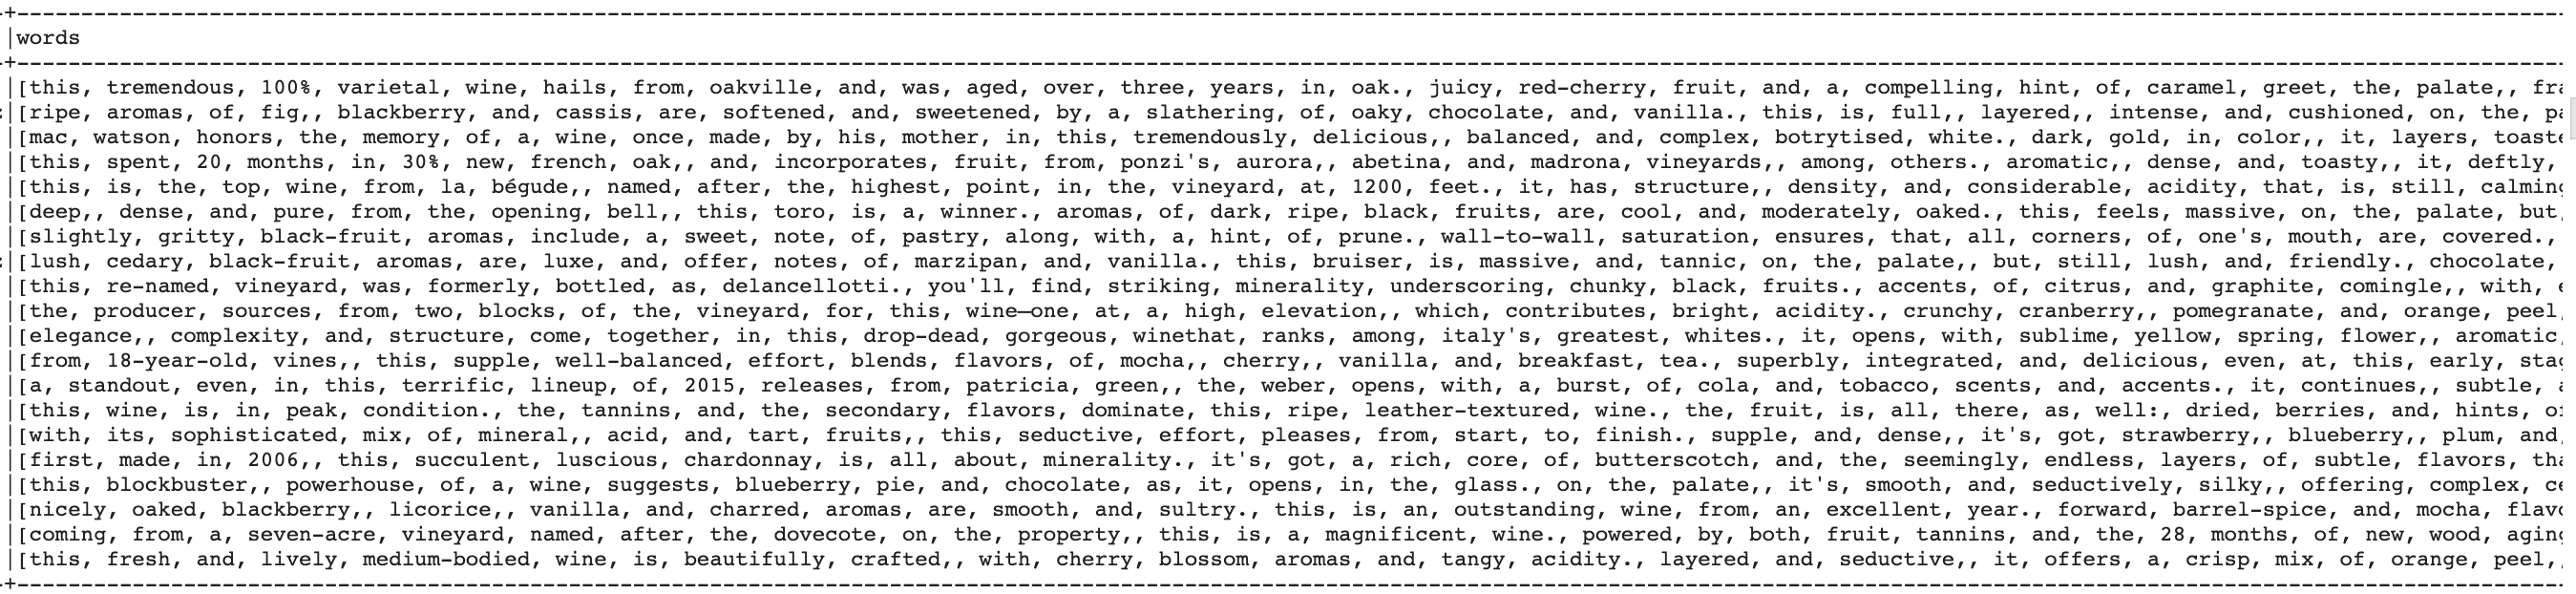 words
[this, tremendous, 100%, varietal, wine, hails, from, oakville, and, was, aged, over, three, years, in, oak., juicy, red-cherry, fruit, and, a, compelling, hint, of, caramel, greet, the, palate,, fra
[ripe, aromas, of, fig,, blackberry, and, cassis, are, softened, and, sweetened, by, a, slathering, of, oaky, chocolate, and, vanilla., this, is, full,, layered,, intense, and, cushioned, on, the, pa
[mac, watson, honors, the, memory, of, a, wine, once, made, by, his, mother, in, this, tremendously, delicious,, balanced, and, complex, botrytised, white., dark, gold, in, color,, it, layers, toaste
[this, spent, 20, months, in, 30%, new, french, oak,, and, incorporates, fruit, from, ponzi's, aurora,, abetina, and, madrona, vineyards,, among, others., aromatic,, dense, and, toasty,, it, deftly,
[this, is, the, top, wine, from, la, bégude,, named, after, the, highest, point, in, the, vineyard, at, 1200, feet., it, has, structure,, density, and, considerable, acidity, that, is, still, calming
[deep,, dense, and, pure, from, the, opening, bell,, this, toro, is, a, winner., aromas, of, dark, ripe, black, fruits, are, cool, and, moderately, oaked., this, feels, massive, on, the, palate, but,
[slightly, gritty, black-fruit, aromas, include, a, sweet, note, of, pastry, along, with, a, hint, of, prune., wall-to-wall, saturation, ensures, that, all, corners, of, one's, mouth, are, covered.,
[lush, cedary, black-fruit, aromas, are, luxe, and, offer, notes, of, marzipan, and, vanilla., this, bruiser, is, massive, and, tannic, on, the, palate,, but, still, lush, and, friendly., chocolate,
[this, re-named, vineyard, was, formerly, bottled, as, delancellotti., you'll, find, striking, minerality, underscoring, chunky, black, fruits., accents, of, citrus, and, graphite, comingle,, with,
[the, producer, sources, from, two, blocks, of, the, vineyard, for, this, wine—one, at, a, high, elevation,, which, contributes, bright, acidity., crunchy, cranberry,, pomegranate, and, orange, peel,
[elegance,, complexity, and, structure, come, together, in, this, drop-dead, gorgeous, winethat, ranks, among, italy's, greatest, whites., it, opens, with, sublime, yellow, spring, flower,, aromatic,
[from, 18-year-old, vines,, this, supple, well-balanced, effort, blends, flavors, of, mocha,, cherry,, vanilla, and, breakfast, tea., superbly, integrated, and, delicious, even, at, this, early, stag
[a, standout, even, in, this, terrific, lineup, of, 2015, releases, from, patricia, green,, the, weber, opens, with, a, burst, of, cola, and, tobacco, scents, and, accents., it, continues,, subtle, a
[this, wine, is, in, peak, condition., the, tannins, and, the, secondary, flavors, dominate, this, ripe, leather-textured, wine., the, fruit, is, all, there, as, well:, dried, berries, and, hints, of
[with, its, sophisticated, mix, of, mineral,, acid, and, tart, fruits,, this, seductive, effort, pleases, from, start, to, finish., supple, and, dense,, it's, got, strawberry,, blueberry,, plum, and,
[first, made, in, 2006,, this, succulent, luscious, chardonnay, is, all, about, minerality., it's, got, a, rich, core, of, butterscotch, and, the, seemingly, endless, layers, of, subtle, flavors, tha
[this, blockbuster,, powerhouse, of, a, wine, suggests, blueberry, pie, and, chocolate, as, it, opens, in, the, glass., on, the, palate,, it's, smooth, and, seductively, silky,, offering, complex, ce
[nicely, oaked, blackberry,, licorice,, vanilla, and, charred, aromas, are, smooth, and, sultry., this, is, an, outstanding, wine, from, an, excellent, year., forward, barrel-spice, and, mocha, flavo
[coming, from, a, seven-acre, vineyard, named, after, the, dovecote, on, the, property,, this, is, a, magnificent, wine., powered, by, both, fruit, tannins, and, the, 28, months, of, new, wood, aging
[this, fresh, and, lively, medium-bodied, wine, is, beautifully, crafted,, with, cherry, blossom, aromas, and, tangy, acidity., layered, and, seductive,, it, offers, a, crisp, mix, of, orange, peel,,